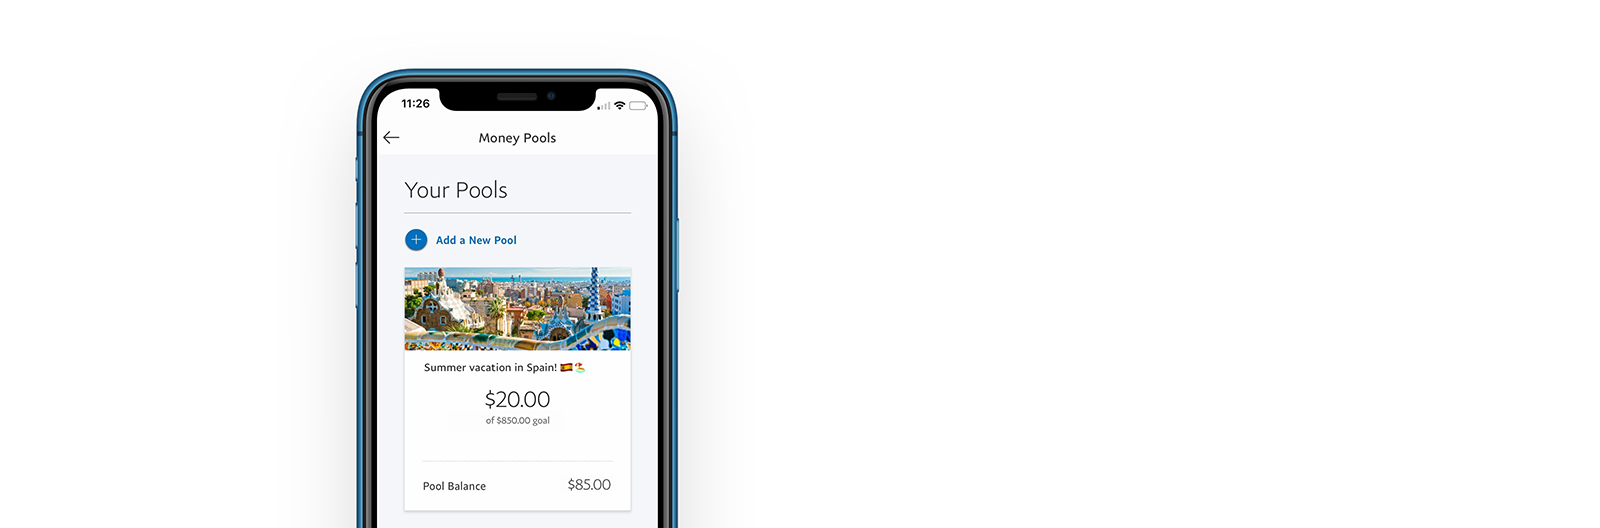 11:26
Money Pools
Your Pools
Add a New Pool
Summer vacation in Spain! 🇪🇸🏖️
$20.00
of $850.00 goal
Pool Balance $85.00